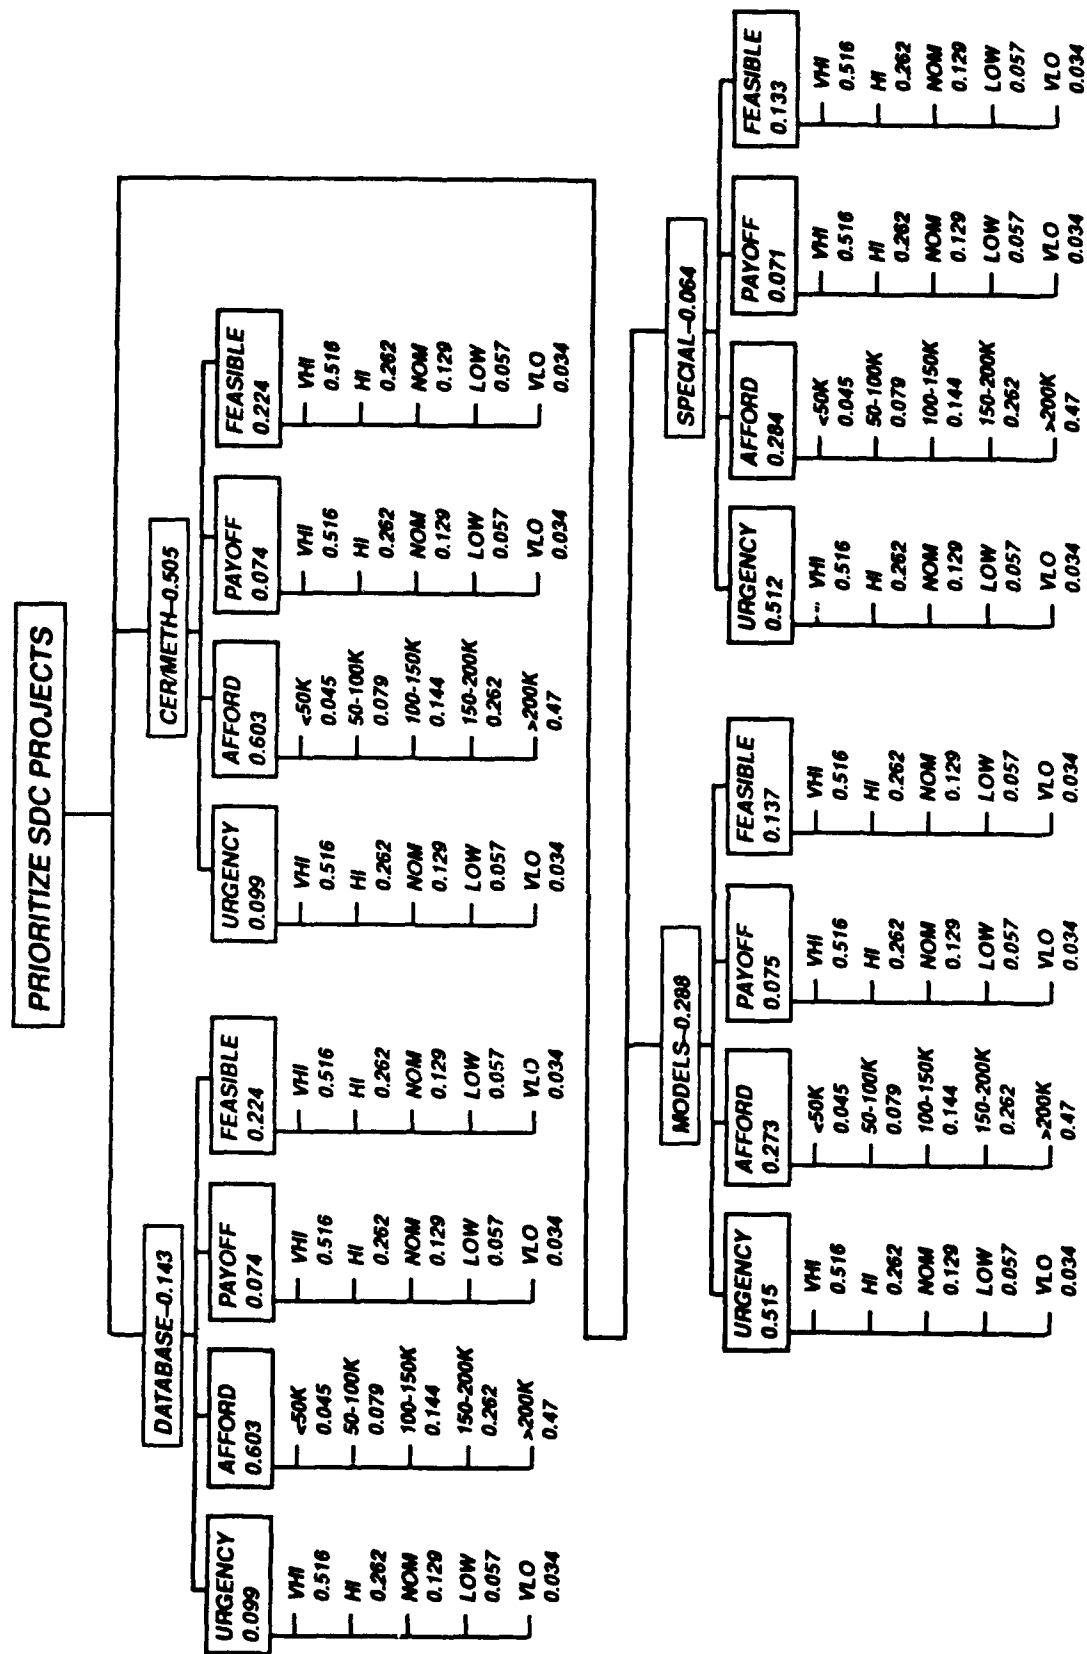 PRIORITIZE SDC PROJECTS
DATABASE-0.143
URGENCY
0.099
VHI
0.516
HI
0.262
NOM
0.129
LOW
0.057
VLO
0.034
AFFORD
0.603
<50K
0.045
50-100K
0.079
100-150K
0.144
150-200K
0.262
>200K
0.47
PAYOFF
0.074
VHI
0.516
HI
0.262
NOM
0.129
LOW
0.057
VLO
0.034
FEASIBLE
0.224
VHI
0.516
HI
0.262
NOM
0.129
LOW
0.057
VLO
0.034
CER/METH-0.505
URGENCY
0.099
VHI
0.516
HI
0.262
NOM
0.129
LOW
0.057
VLO
0.034
AFFORD
0.603
<50K
0.045
50-100K
0.079
100-150K
0.144
150-200K
0.262
>200K
0.47
PAYOFF
0.074
VHI
0.516
HI
0.262
NOM
0.129
LOW
0.057
VLO
0.034
FEASIBLE
0.224
VHI
0.516
HI
0.262
NOM
0.129
LOW
0.057
VLO
0.034
MODELS-0.288
URGENCY
0.515
VHI
0.516
HI
0.262
NOM
0.129
LOW
0.057
VLO
0.034
AFFORD
0.273
<50K
0.045
50-100K
0.079
100-150K
0.144
150-200K
0.262
>200K
0.47
PAYOFF
0.075
VHI
0.516
HI
0.262
NOM
0.129
LOW
0.057
VLO
0.034
FEASIBLE
0.137
VHI
0.516
HI
0.262
NOM
0.129
LOW
0.057
VLO
0.034
SPECIAL-0.064
URGENCY
0.512
VHI
0.516
HI
0.262
NOM
0.129
LOW
0.057
VLO
0.034
AFFORD
0.284
<50K
0.045
50-100K
0.079
100-150K
0.144
150-200K
0.262
>200K
0.47
PAYOFF
0.071
VHI
0.516
HI
0.262
NOM
0.129
LOW
0.057
VLO
0.034
FEASIBLE
0.133
VHI
0.516
HI
0.262
NOM
0.129
LOW
0.057
VLO
0.034